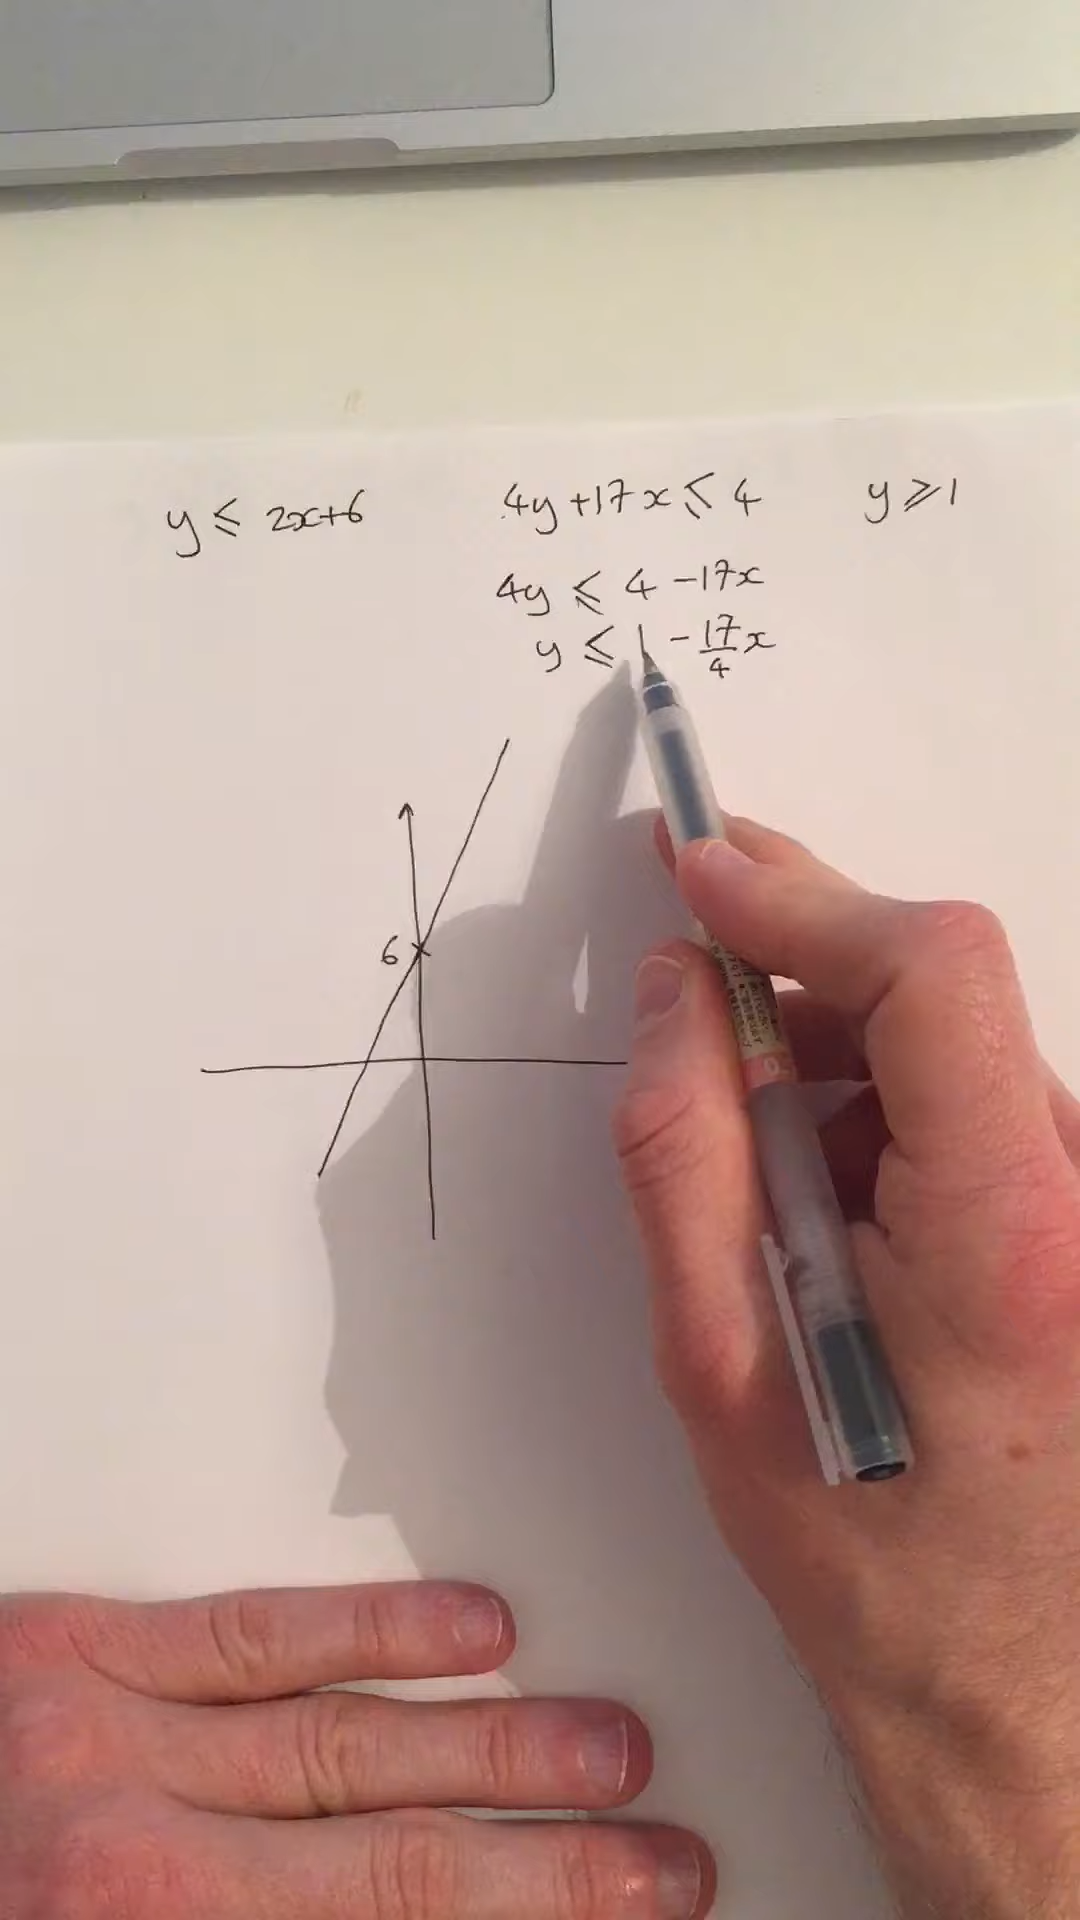 y ≤ 2x+6 4y+17x ≤ 4 y ≥ 1
4y ≤ 4 - 17x
y ≤ 1 - 17/4 x
6